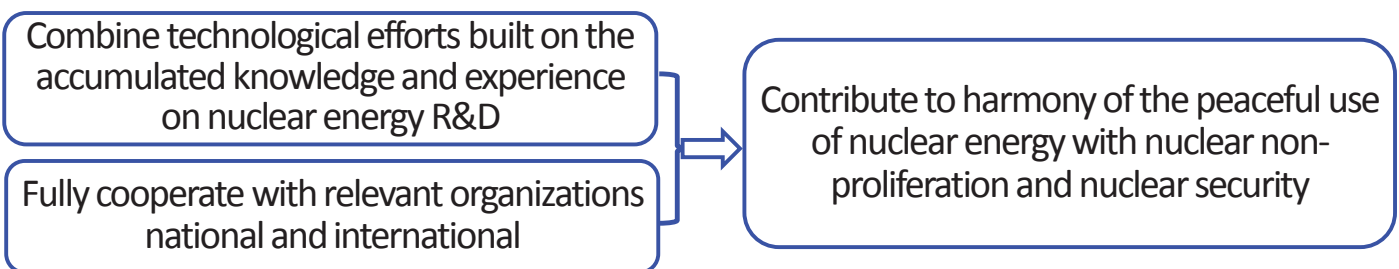 Combine technological efforts built on the
accumulated knowledge and experience
on nuclear energy R&D
Fully cooperate with relevant organizations
national and international
Contribute to harmony of the peaceful use
of nuclear energy with nuclear non-
proliferation and nuclear security